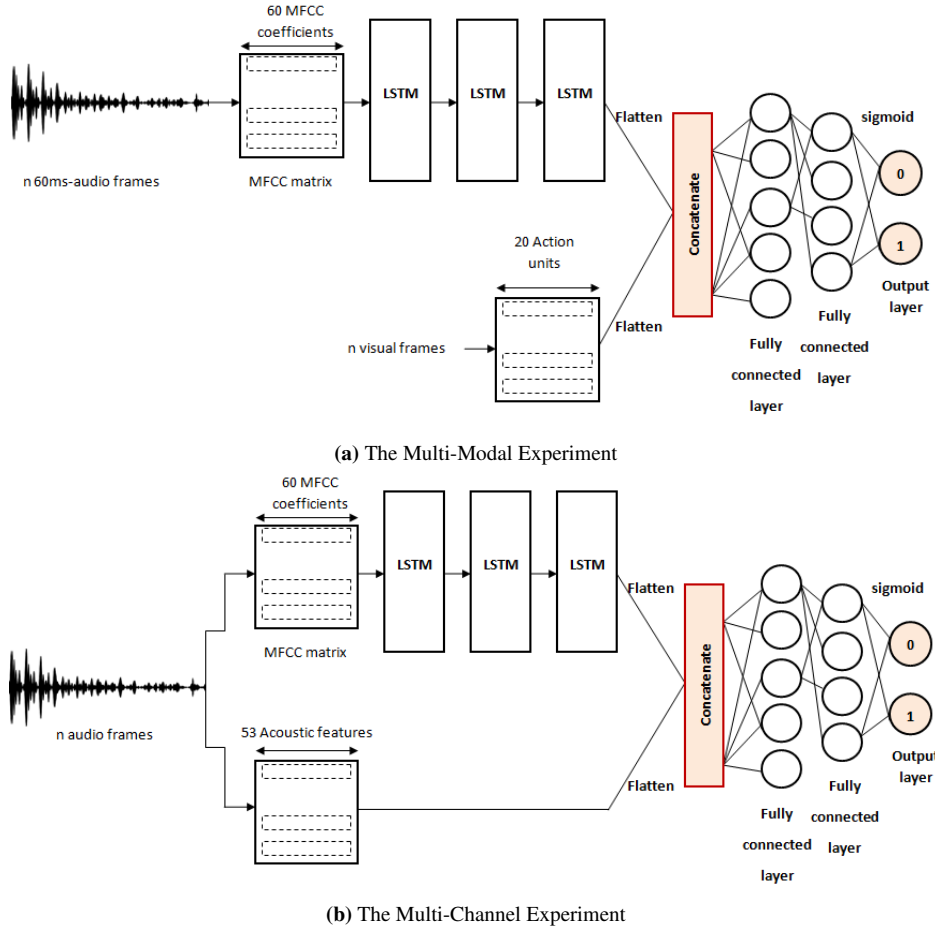 60 MFCC
coefficients
LSTM
LSTM
LSTM
Flatten
sigmoid
0
n 60ms-audio frames
MFCC matrix
Concatenate
1
20 Action
units
Output
layer
Flatten
Fully
connected
layer
Fully
connected
layer
n visual frames
(a) The Multi-Modal Experiment
60 MFCC
coefficients
LSTM
LSTM
LSTM
Flatten
sigmoid
0
MFCC matrix
Concatenate
1
n audio frames
53 Acoustic features
Output
layer
Flatten
Fully
connected
layer
Fully
connected
layer
(b) The Multi-Channel Experiment